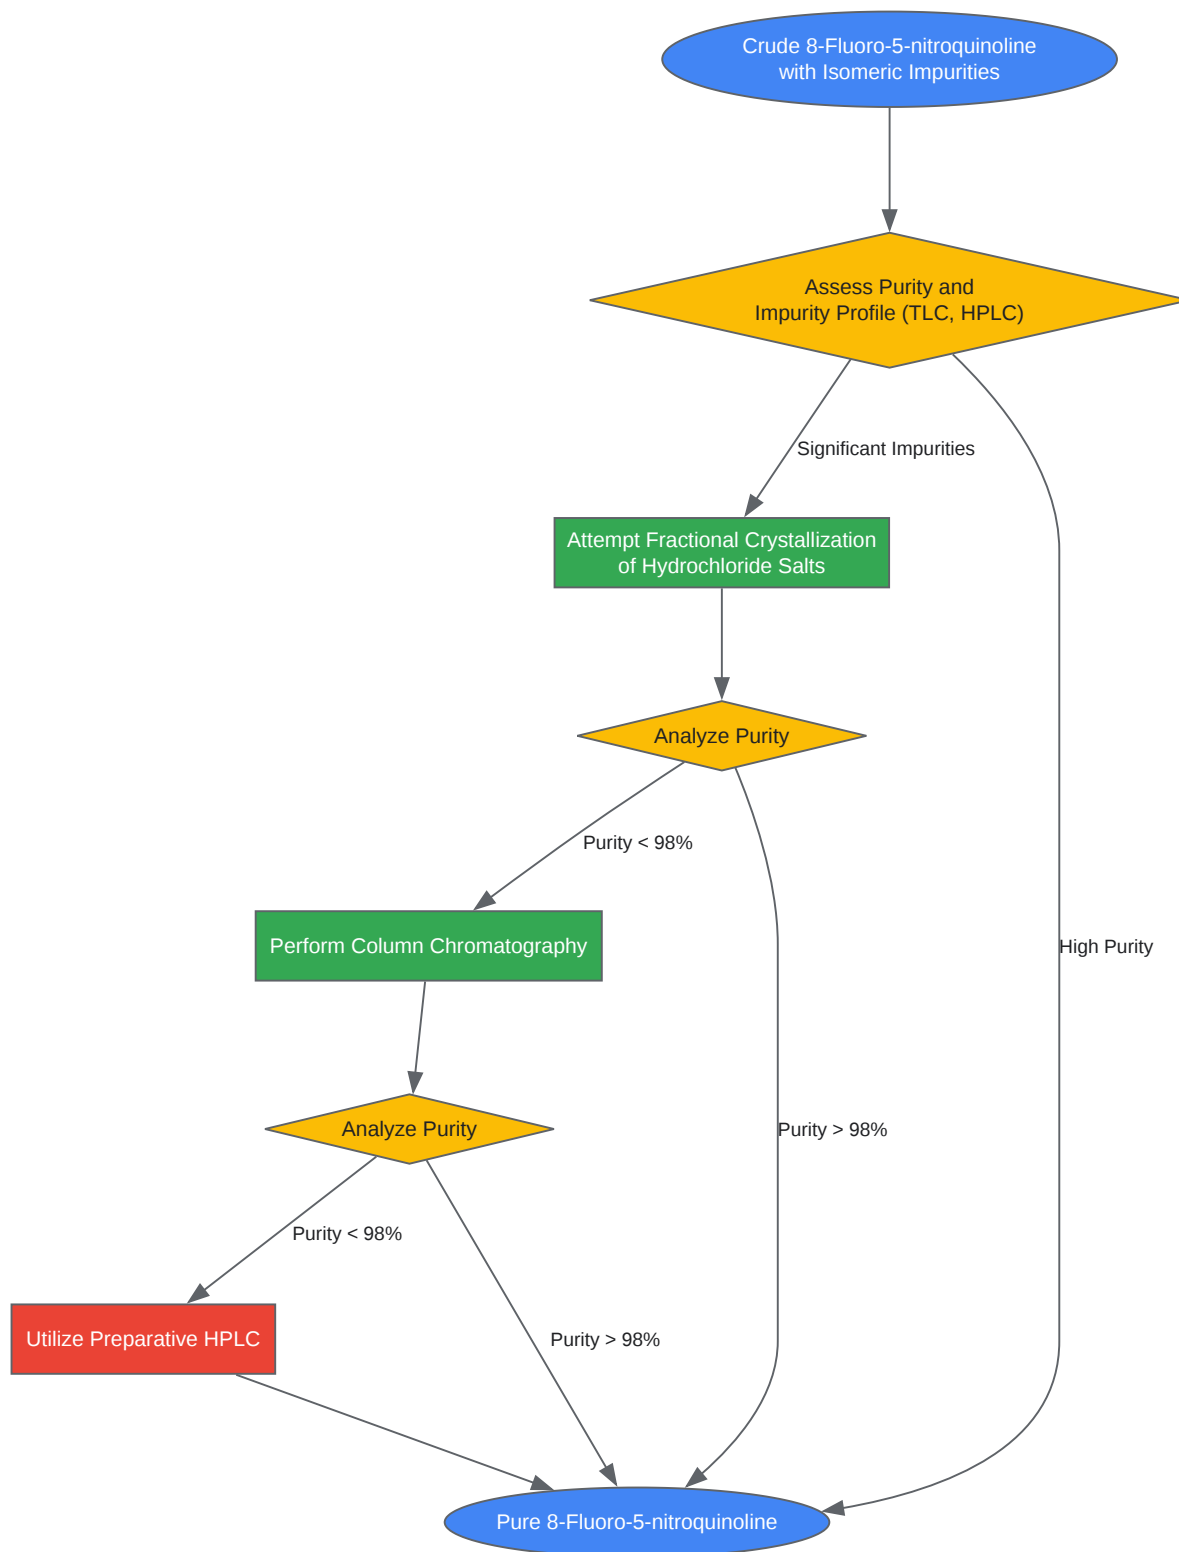 Crude 8-Fluoro-5-nitroquinoline
with Isomeric Impurities
Assess Purity and
Impurity Profile (TLC, HPLC)
Significant Impurities
Attempt Fractional Crystallization
of Hydrochloride Salts
Analyze Purity
Purity < 98%
Perform Column Chromatography
High Purity
Analyze Purity
Purity > 98%
Purity < 98%
Utilize Preparative HPLC
Purity > 98%
Pure 8-Fluoro-5-nitroquinoline